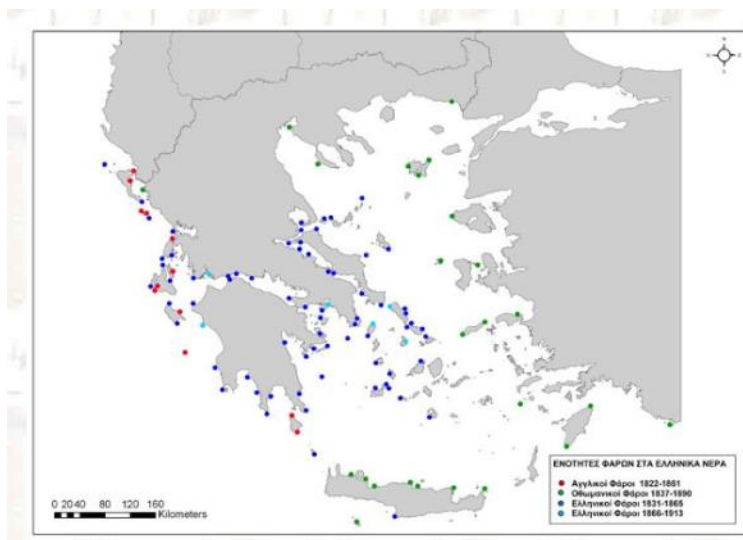 N
ΕΝΟΤΗΤΕΣ ΦΑΡΩΝ ΣΤΑ ΕΛΛΗΝΙΚΑ ΝΕΡΑ
Αγγλικοί Φάροι 1822-1861
Οθωμανικοί Φάροι 1837-1890
Ελληνικοί Φάροι 1831-1865
Ελληνικοί Φάροι 1866-1913
0 20 40 80 120 160
Kilometers